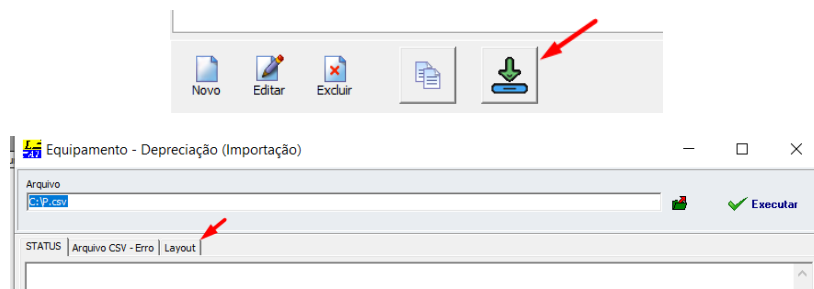 Novo Editar Excluir
Equipamento - Depreciação (Importação)
Arquivo
C:\P.csv
Executar
STATUS Arquivo CSV - Erro Layout